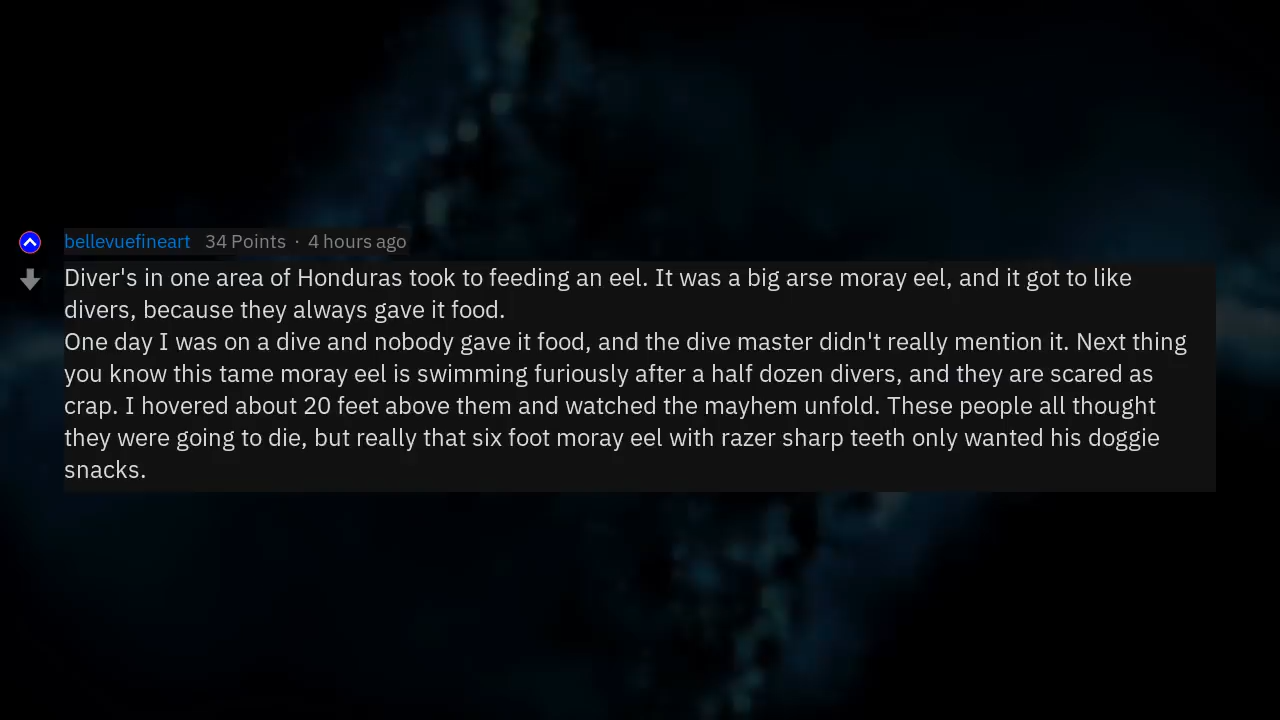 bellevuefineart 34 Points · 4 hours ago
Diver's in one area of Honduras took to feeding an eel. It was a big arse moray eel, and it got to like
divers, because they always gave it food.
One day I was on a dive and nobody gave it food, and the dive master didn't really mention it. Next thing
you know this tame moray eel is swimming furiously after a half dozen divers, and they are scared as
crap. I hovered about 20 feet above them and watched the mayhem unfold. These people all thought
they were going to die, but really that six foot moray eel with razer sharp teeth only wanted his doggie
snacks.